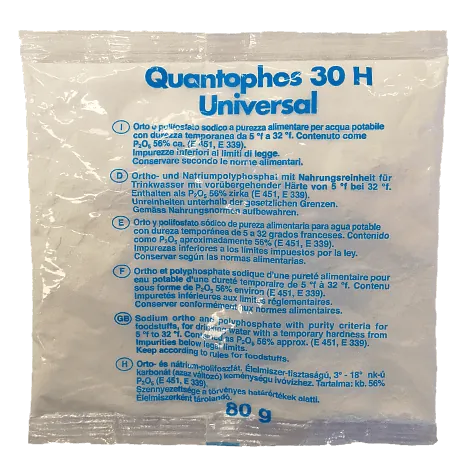 Quantophos 30 H
Universal
I Orto e polifosfato sodico a purezza alimentare per acqua potabile
con durezza temporanea da 5 °f a 32 °f. Contenuto come
P₂O₅ 56% ca. (E 451, E 339).
Impurezze inferiori ai limiti di legge.
Conservare secondo le norme alimentari.
D Ortho- und Natriumpolyphosphat mit Nahrungsreinheit für
Trinkwasser mit vorübergehender Härte von 5 °f bei 32 °f.
Enthalten als P₂O₅ 56% zirka (E 451, E 339).
Unreinheiten unterhalb der gesetzlichen Grenzen.
Gemäss Nahrungsnormen aufbewahren.
E Orto y polifosfato sódico de pureza alimentaria para agua potable
con dureza temporánea de 5 a 32 grados franceses. Contenido
como P₂O₅ aproximadamente 56% (E 451, E 339).
Impurezas inferiores a los limites impuestos por la ley.
Conservar según las normas alimentarias.
F Ortho et polyphosphate sodique d'une pureté alimentaire pour
eau potable d'une dureté temporaire de 5 °f à 32 °f. Contenu
sous forme de P₂O₅ 56% environ (E 451, E 339).
Impuretés inférieures aux limites réglementaires.
Conserver conformément aux normes alimentaires.
GB Sodium ortho and polyphosphate with purity criteria for
foodstuffs, for drinking water with a temporary hardness from
5 °f to 32 °f. Contained as P₂O₅ 56% approx. (E 451, E 339).
Impurities below legal limits.
Keep according to rules for foodstuffs.
H Orto- és nátrium-polifoszfát. Élelmiszer-tisztaságú, 3° - 18° nk-ú
karbonát (azaz változó) keménységu ivóvízhez. Tartalma: kb. 56%
P₂O₅ (E 451, E 339).
Szennyezettsége a törvényes határértékek alatti.
Élelmiszerként tárolandó.
80 g